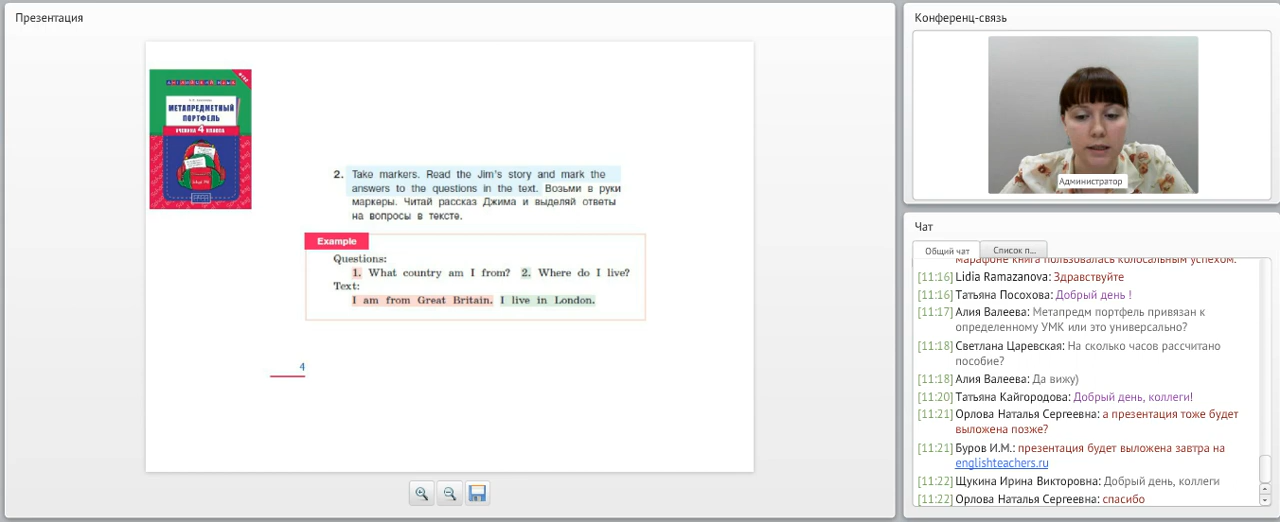 Презентация
АНГЛИЙСКИЙ ЯЗЫК
МЕТАПРЕДМЕТНЫЙ
ПОРТФЕЛЬ
УЧЕНИКА 4 КЛАССА
2. Take markers. Read the Jim's story and mark the
answers to the questions in the text. Возьми в руки
маркеры. Читай рассказ Джима и выделяй ответы
на вопросы в тексте.
Example
Questions:
1. What country am I from? 2. Where do I live?
Text:
I am from Great Britain. I live in London.
4
Конференц-связь
Администратор
Чат
Общий чат
Список п...
марафоне книга пользовалась колосальным успехом.
[11:16] Lidia Ramazanova: Здравствуйте
[11:16] Татьяна Посохова: Добрый день !
[11:17] Алия Валеева: Метапредм портфель привязан к
определенному УМК или это универсально?
[11:18] Светлана Царевская: На сколько часов рассчитано
пособие?
[11:18] Алия Валеева: Да вижу)
[11:20] Татьяна Кайгородова: Добрый день, коллеги!
[11:21] Орлова Наталья Сергеевна: а презентация тоже будет
выложена позже?
[11:21] Буров И.М.: презентация будет выложена завтра на
englishteachers.ru
[11:22] Щукина Ирина Викторовна: Добрый день, коллеги
[11:22] Орлова Наталья Сергеевна: спасибо